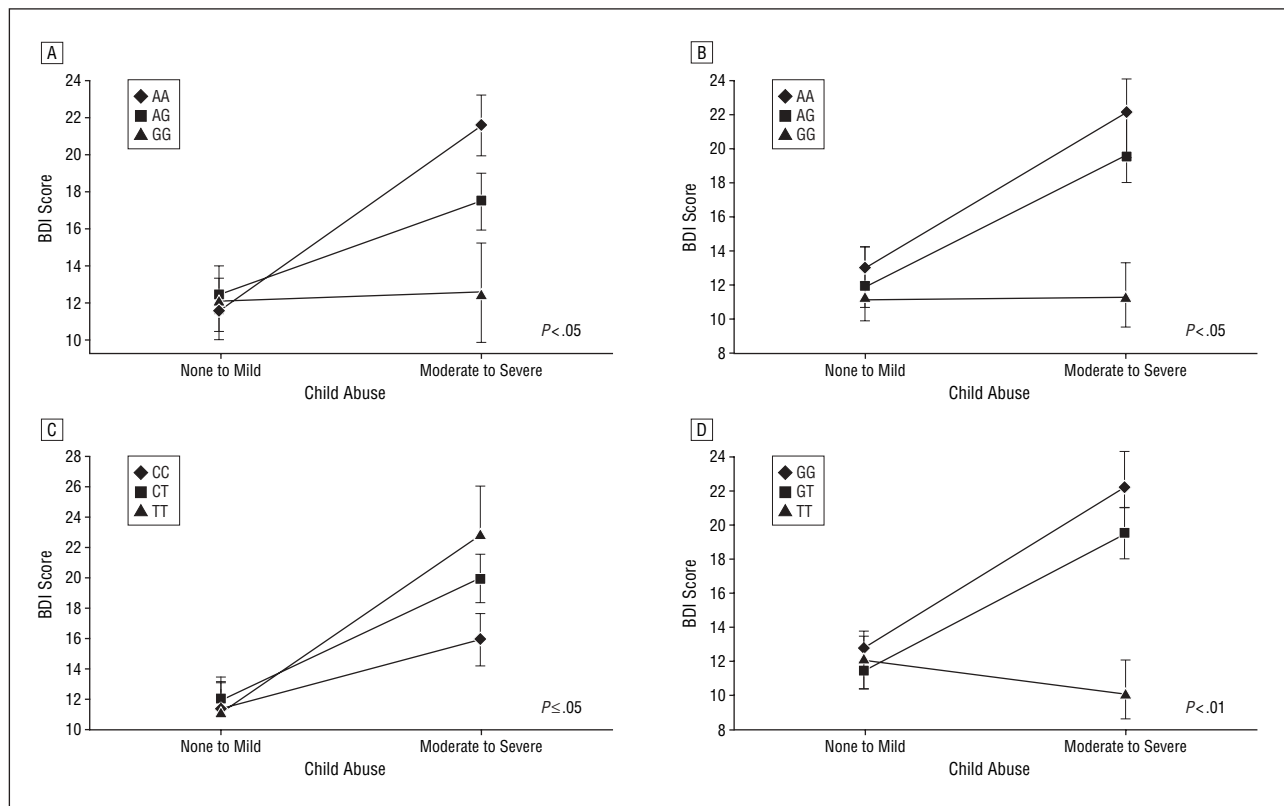 A
AA
AG
GG
24
22
20
18
16
14
12
10
BDI Score
None to Mild
Moderate to Severe
Child Abuse
P<.05
B
AA
AG
GG
24
22
20
18
16
14
12
10
8
BDI Score
None to Mild
Moderate to Severe
Child Abuse
P<.05
C
CC
CT
TT
28
26
24
22
20
18
16
14
12
10
BDI Score
None to Mild
Moderate to Severe
Child Abuse
P≤.05
D
GG
GT
TT
24
22
20
18
16
14
12
10
8
BDI Score
None to Mild
Moderate to Severe
Child Abuse
P<.01